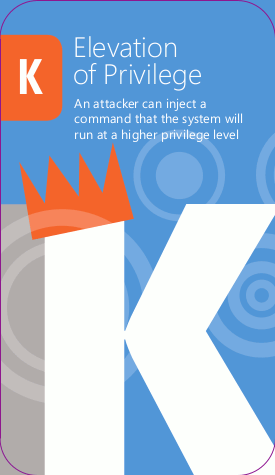 K
Elevation
of Privilege
An attacker can inject a
command that the system will
run at a higher privilege level
K